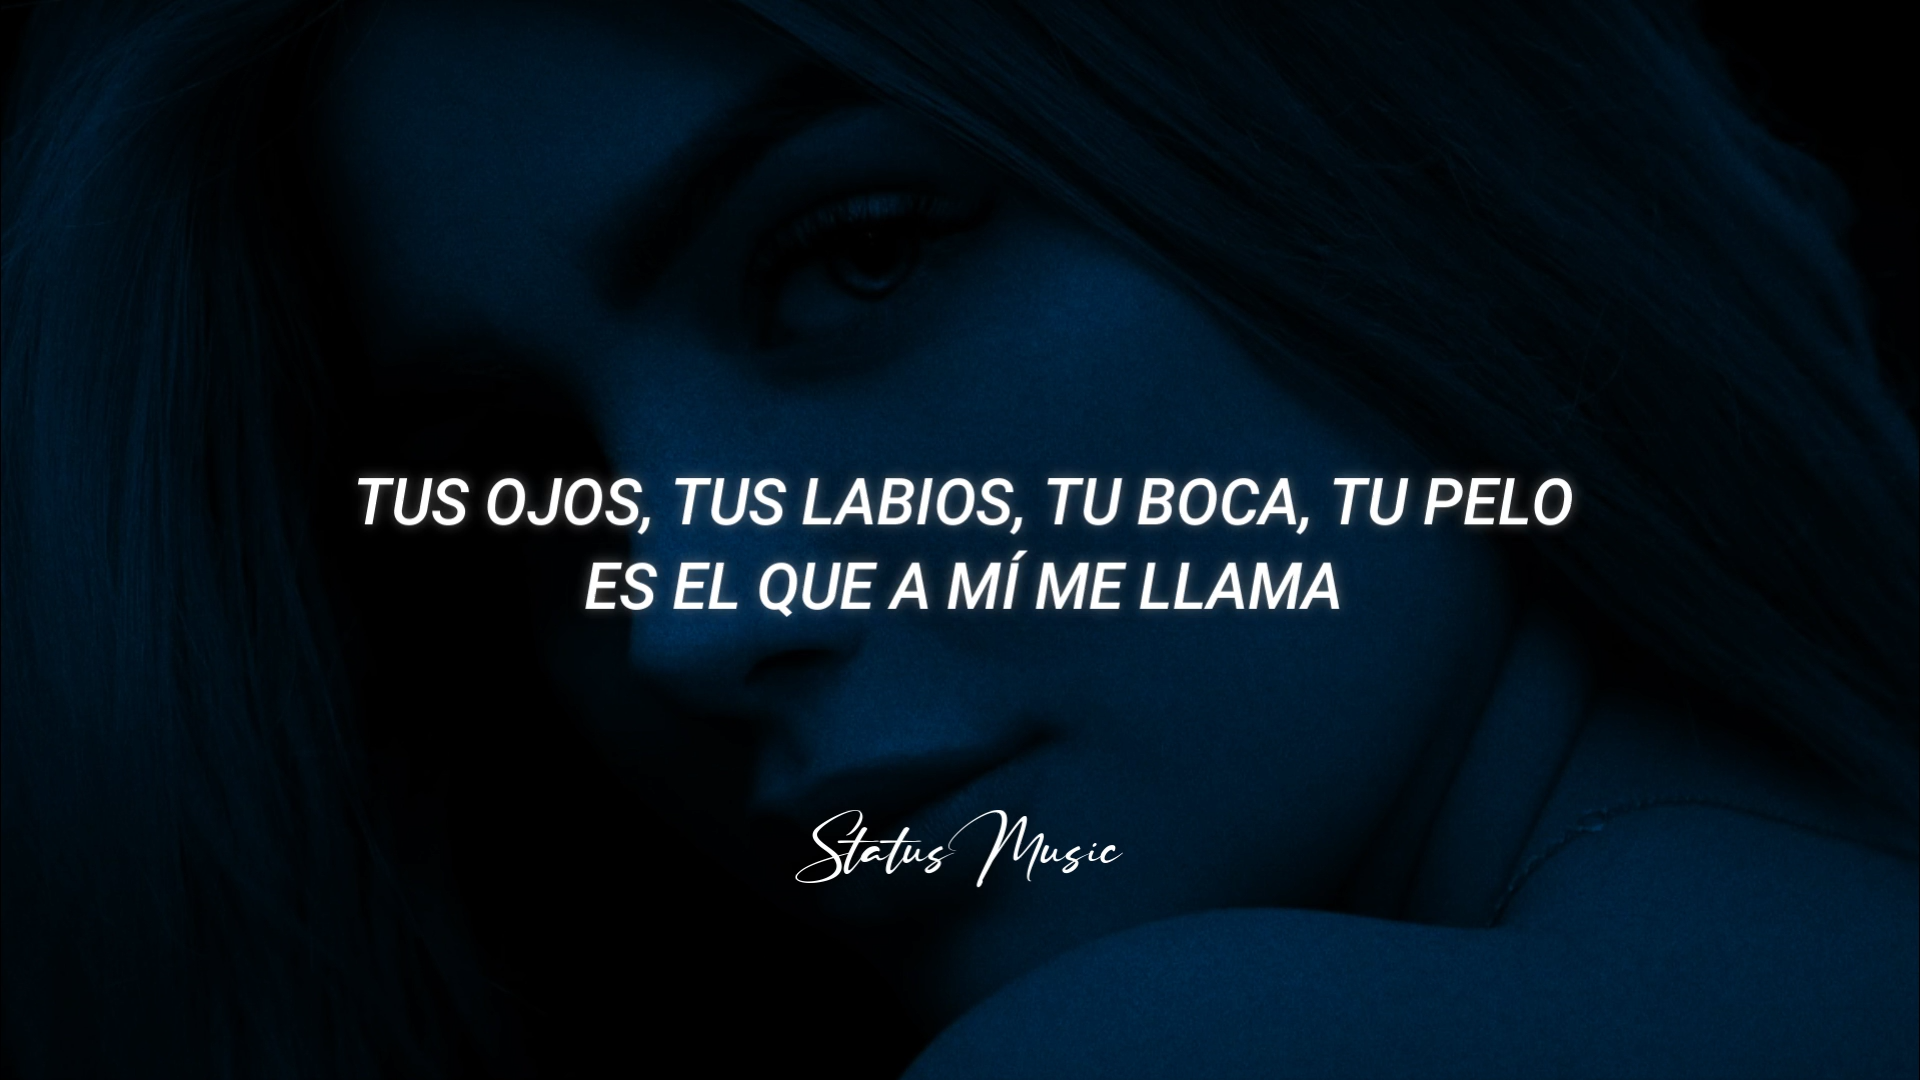 TUS OJOS, TUS LABIOS, TU BOCA, TU PELO
ES EL QUE A MÍ ME LLAMA
Status Music